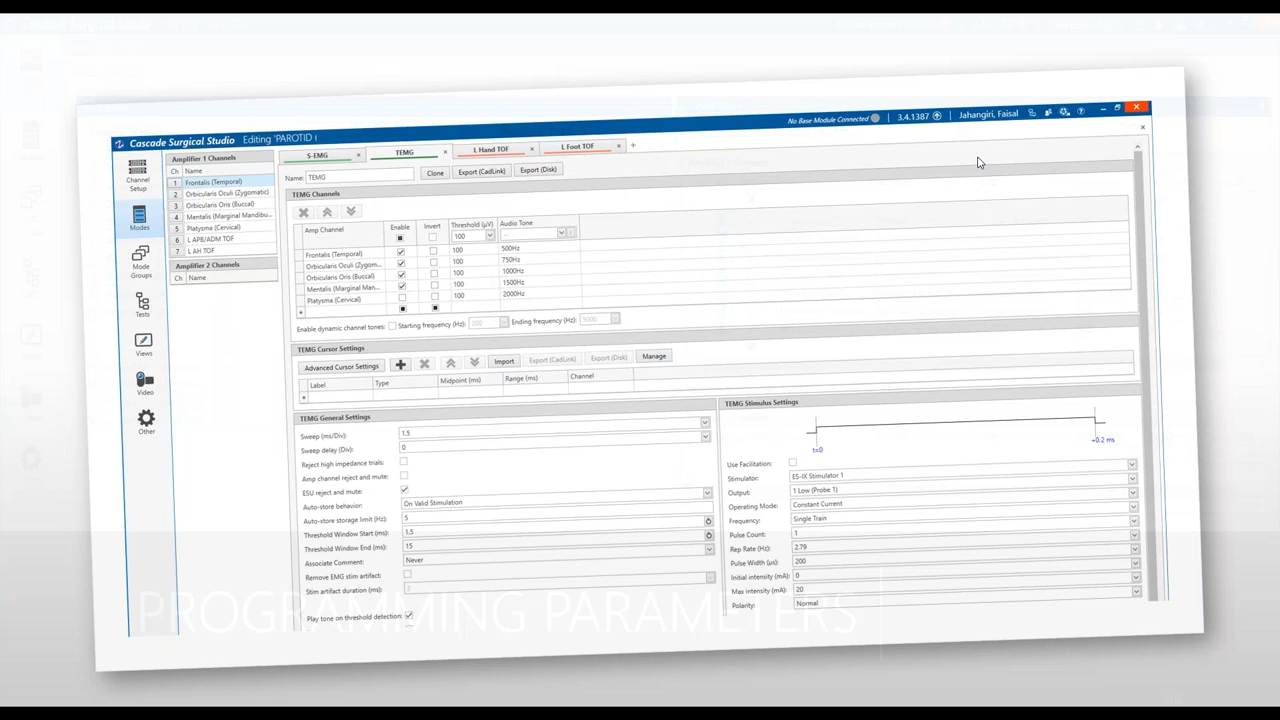 Cascade Surgical Studio Editing 'PAROTID (
No Base Module Connected 3.4.1387 Jahangiri, Faisal
Channel Setup
Modes
Mode Groups
Tests
Views
Video
Other
Amplifier 1 Channels
Ch Name
1 Frontalis (Temporal)
2 Orbicularis Oculi (Zygomatic)
3 Orbicularis Oris (Buccal)
4 Mentalis (Marginal Mandibu...
5 Platysma (Cervical)
6 L APB/ADM TOF
7 L AH TOF
Amplifier 2 Channels
Ch Name
S-EMG TEMG L Hand TOF L Foot TOF
Name: TEMG Clone Export (CadLink) Export (Disk)
TEMG Channels
Amp Channel Enable Invert Threshold (µV) Audio Tone
100 ...
Frontalis (Temporal) 100 500Hz
Orbicularis Oculi (Zygom... 100 750Hz
Orbicularis Oris (Buccal) 100 1000Hz
Mentalis (Marginal Man... 100 1500Hz
Platysma (Cervical) 100 2000Hz
Enable dynamic channel tones: Starting frequency (Hz): 200 Ending frequency (Hz): 5000
TEMG Cursor Settings
Advanced Cursor Settings Import Export (CadLink) Export (Disk) Manage
Label Type Midpoint (ms) Range (ms) Channel
TEMG General Settings
Sweep (ms/Div): 1.5
Sweep delay (Div): 0
Reject high impedance trials:
Amp channel reject and mute:
ESU reject and mute:
Auto-store behavior: On Valid Stimulation
Auto-store storage limit (Hz): 5
Threshold Window Start (ms): 1.5
Threshold Window End (ms): 15
Associate Comment: Never
Remove EMG stim artifact:
Stim artifact duration (ms):
Play tone on threshold detection:
TEMG Stimulus Settings
t=0
~0.2 ms
Use Facilitation:
Stimulator: ES-IX Stimulator 1
Output: 1 Low (Probe 1)
Operating Mode: Constant Current
Frequency: Single Train
Pulse Count: 1
Rep Rate (Hz): 2.79
Pulse Width (µs): 200
Initial intensity (mA): 0
Max intensity (mA): 20
Polarity: Normal
PROGRAMMING PARAMETERS